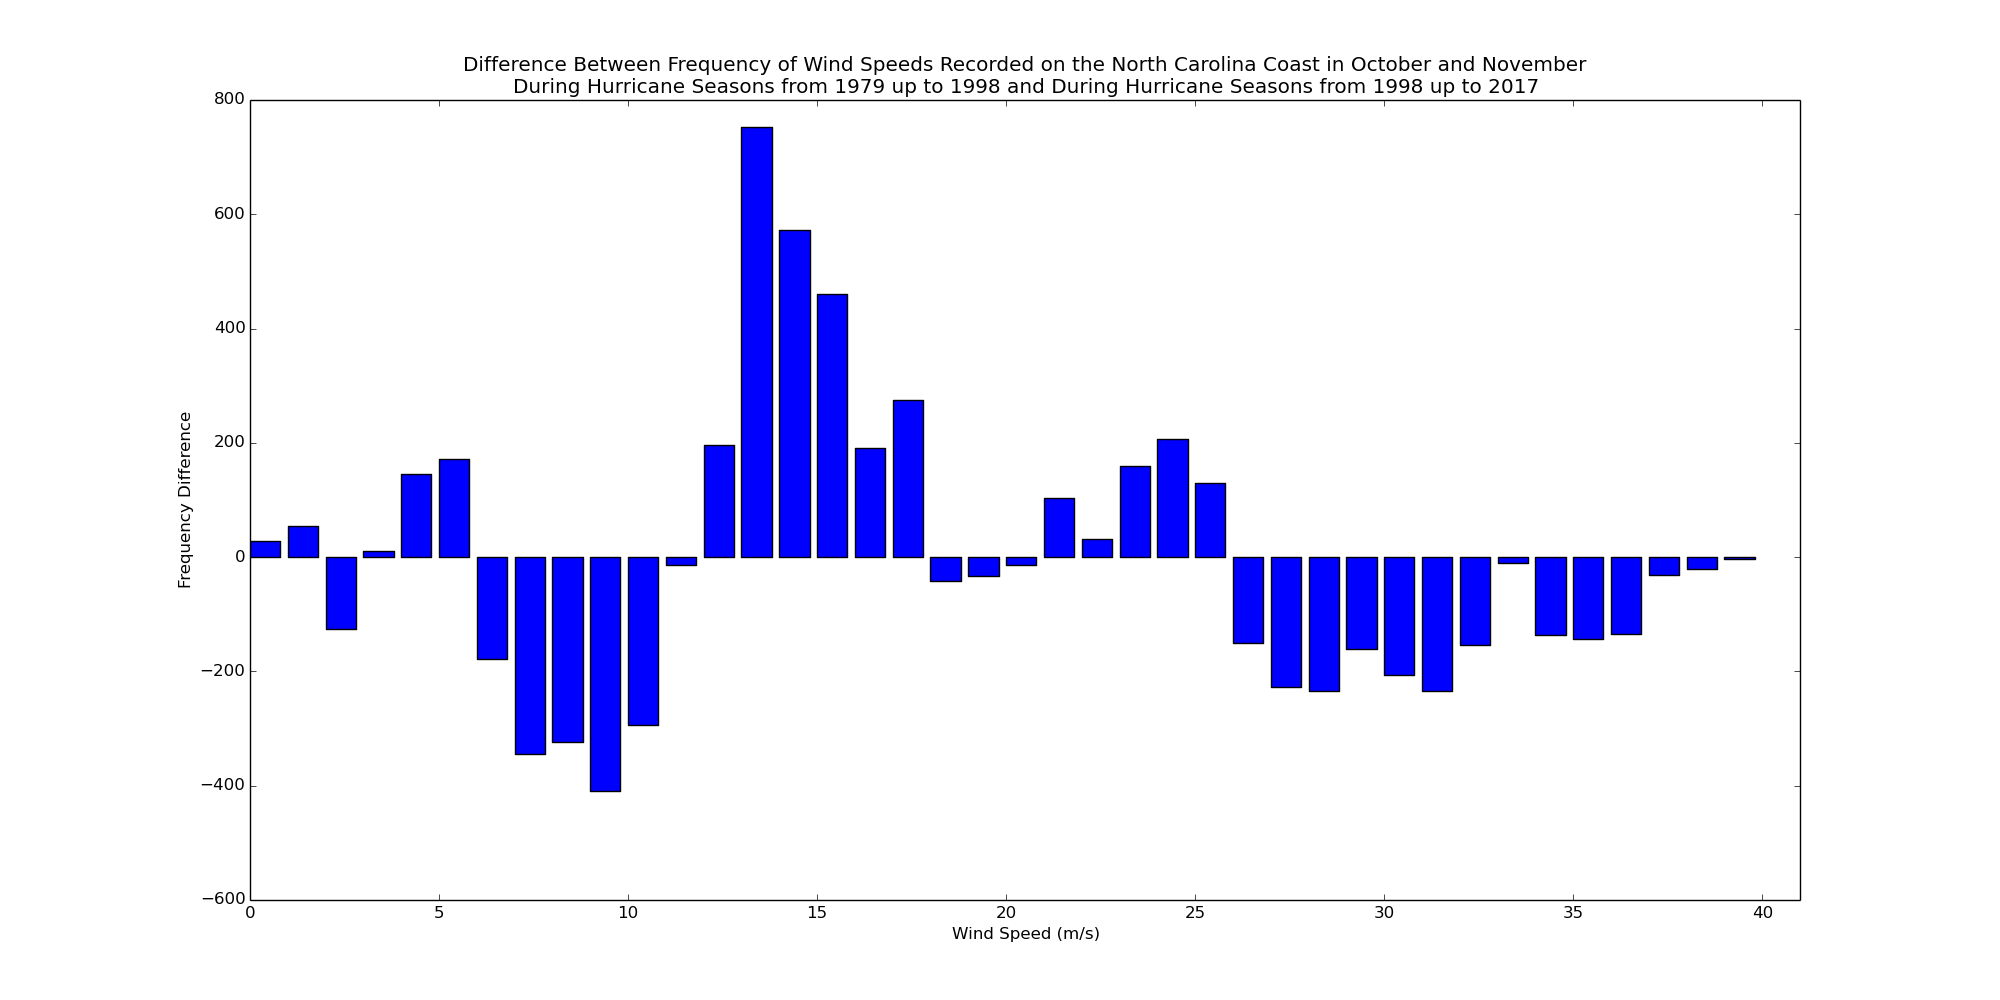 Difference Between Frequency of Wind Speeds Recorded on the North Carolina Coast in October and November
During Hurricane Seasons from 1979 up to 1998 and During Hurricane Seasons from 1998 up to 2017
800
600
400
200
0
−200
−400
−600
Frequency Difference
0 5 10 15 20 25 30 35 40
Wind Speed (m/s)